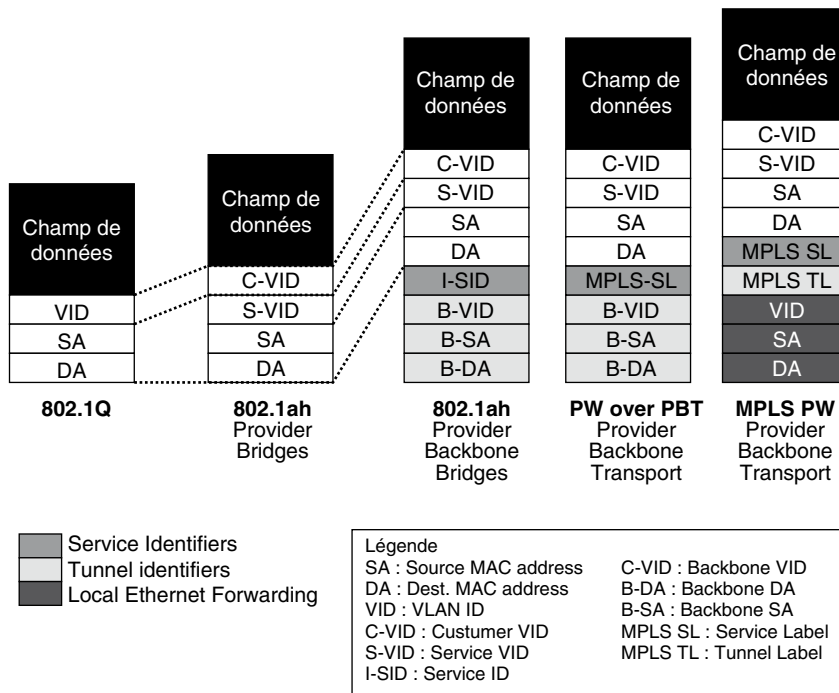 Champ de
données
VID
SA
DA
802.1Q
Champ de
données
C-VID
S-VID
SA
DA
802.1ah
Provider
Bridges
Champ de
données
C-VID
S-VID
SA
DA
I-SID
B-VID
B-SA
B-DA
802.1ah
Provider
Backbone
Bridges
Champ de
données
C-VID
S-VID
SA
DA
MPLS-SL
B-VID
B-SA
B-DA
PW over PBT
Provider
Backbone
Transport
Champ de
données
C-VID
S-VID
SA
DA
MPLS SL
MPLS TL
VID
SA
DA
MPLS PW
Provider
Backbone
Transport
Service Identifiers
Tunnel identifiers
Local Ethernet Forwarding
Légende
SA : Source MAC address
DA : Dest. MAC address
VID : VLAN ID
C-VID : Custumer VID
S-VID : Service VID
I-SID : Service ID
C-VID : Backbone VID
B-DA : Backbone DA
B-SA : Backbone SA
MPLS SL : Service Label
MPLS TL : Tunnel Label